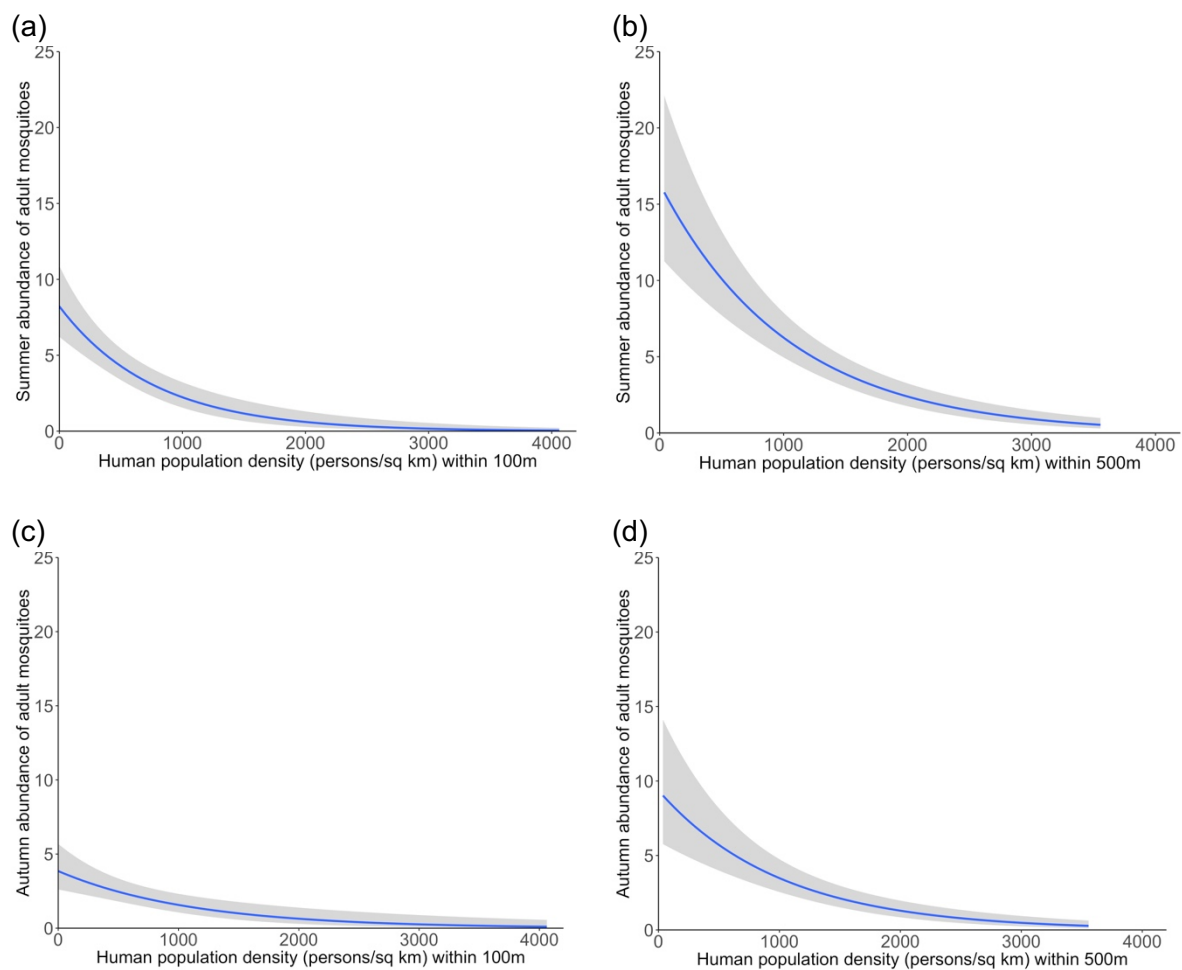 (a)
25
20
15
10
5
0
Summer abundance of adult mosquitoes
0 1000 2000 3000 4000
Human population density (persons/sq km) within 100m
(b)
25
20
15
10
5
0
Summer abundance of adult mosquitoes
0 1000 2000 3000 4000
Human population density (persons/sq km) within 500m
(c)
25
20
15
10
5
0
Autumn abundance of adult mosquitoes
0 1000 2000 3000 4000
Human population density (persons/sq km) within 100m
(d)
25
20
15
10
5
0
Autumn abundance of adult mosquitoes
0 1000 2000 3000 4000
Human population density (persons/sq km) within 500m